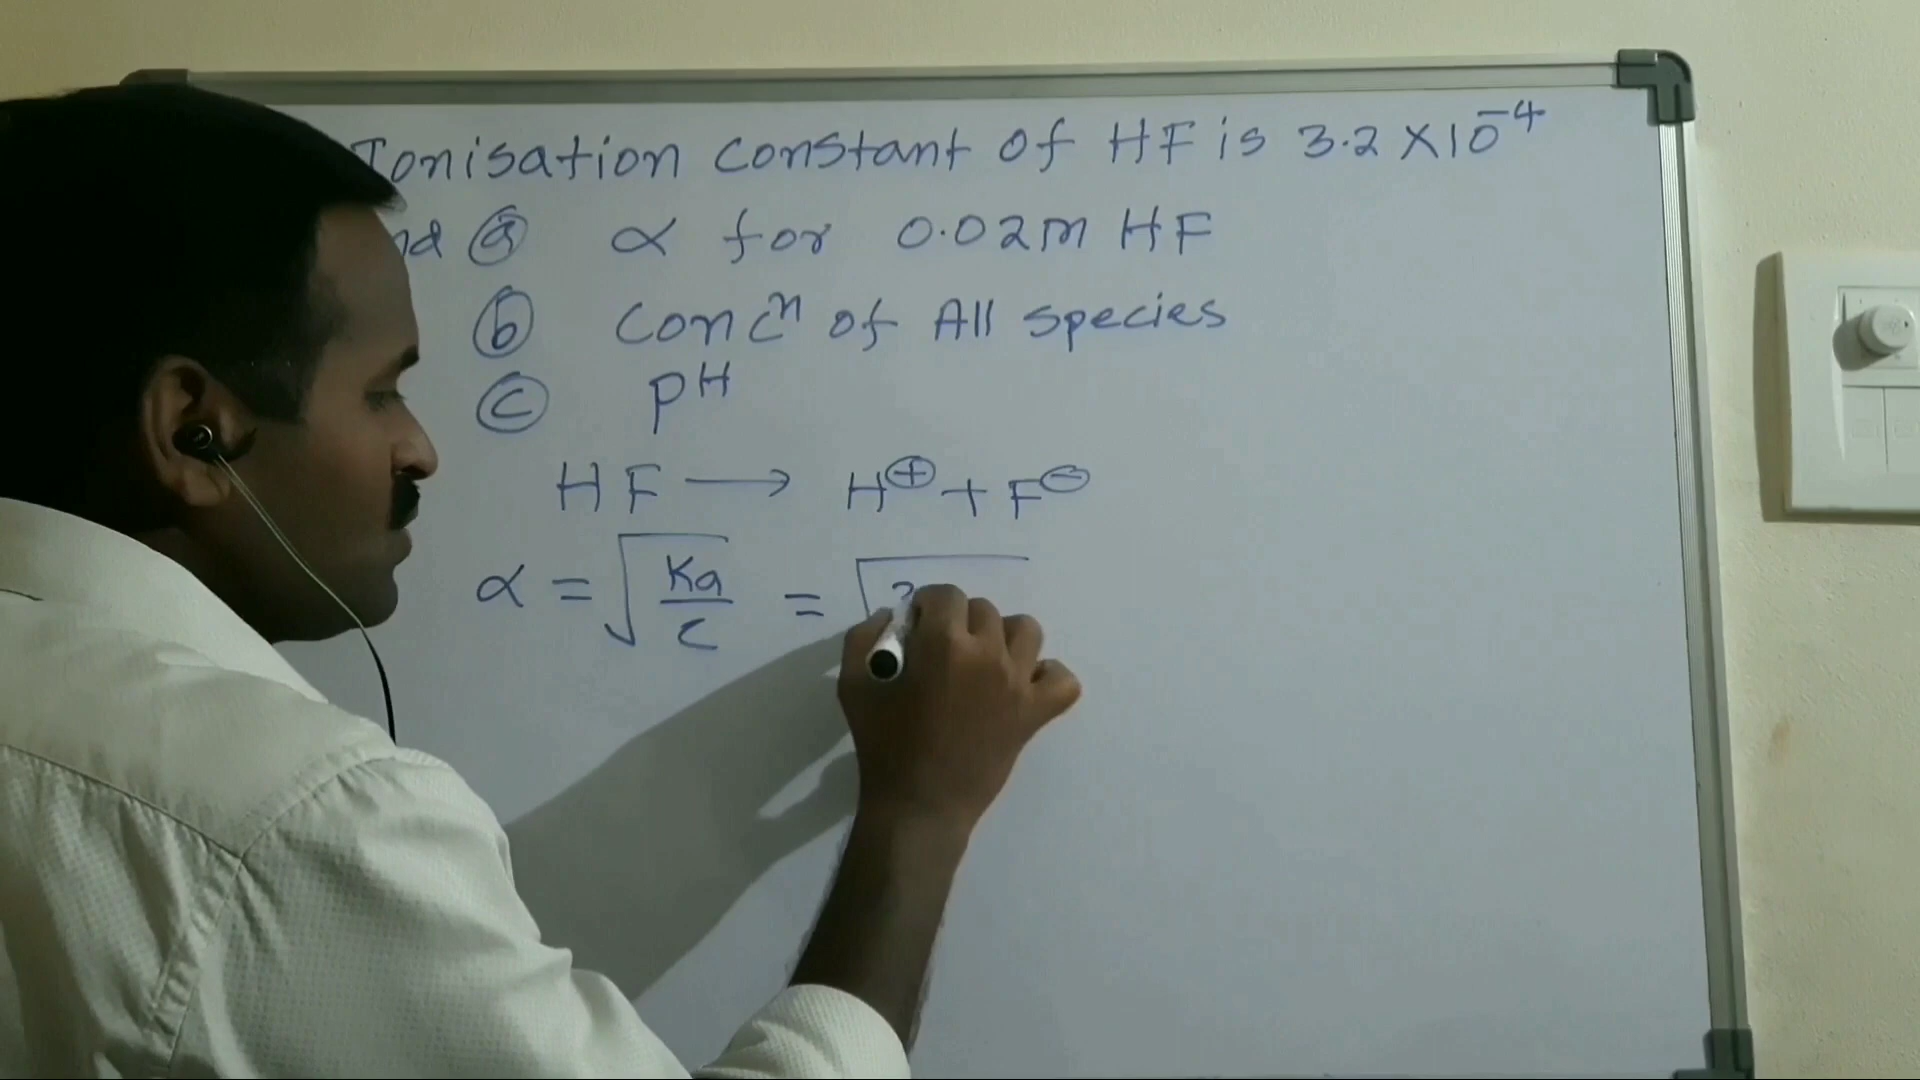 Ionisation constant of HF is 3.2 × 10⁻⁴
ⓐ α for 0.02m HF
ⓑ Concⁿ of All species
ⓒ pH
HF ⟶ H⊕ + F⊖
α = √(Ka/C) = √